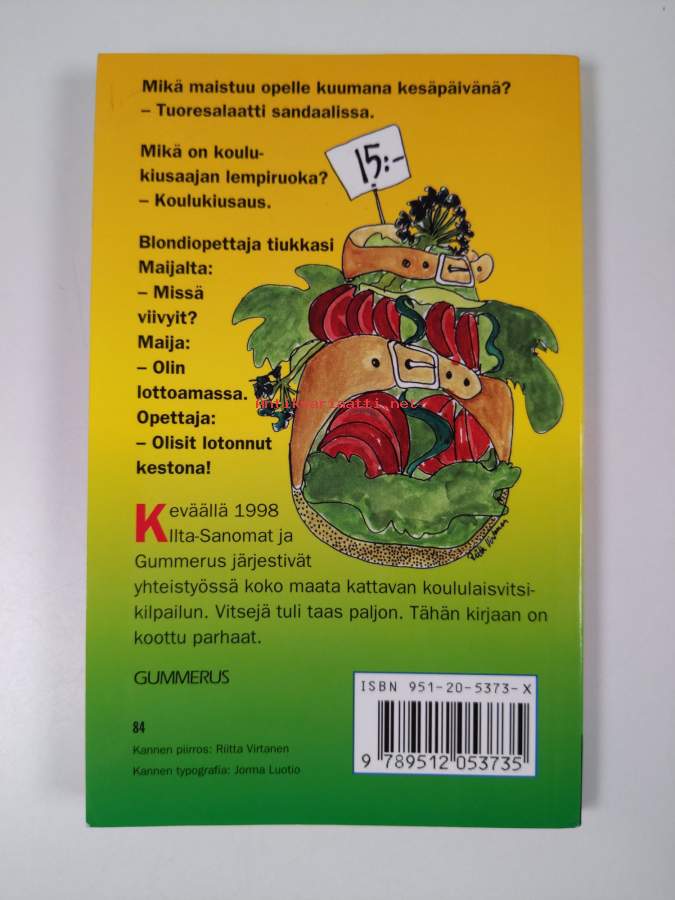 Mikä maistuu opelle kuumana kesäpäivänä?
– Tuoresalaatti sandaalissa.
Mikä on koulu-
kiusaajan lempiruoka?
– Koulukiusaus.
15:-
Blondiopettaja tiukkasi
Maijalta:
– Missä
viivyit?
Maija:
– Olin
lottoamassa.
Opettaja:
– Olisit lotonnut
kestona!
Antikvariaatti.net
Keväällä 1998
Ilta-Sanomat ja
Gummerus järjestivät
yhteistyössä koko maata kattavan koululaisvitsi-
kilpailun. Vitsejä tuli taas paljon. Tähän kirjaan on
koottu parhaat.
GUMMERUS
ISBN 951-20-5373-X
9 789512 053735
84
Kannen piirros: Riitta Virtanen
Kannen typografia: Jorma Luotio